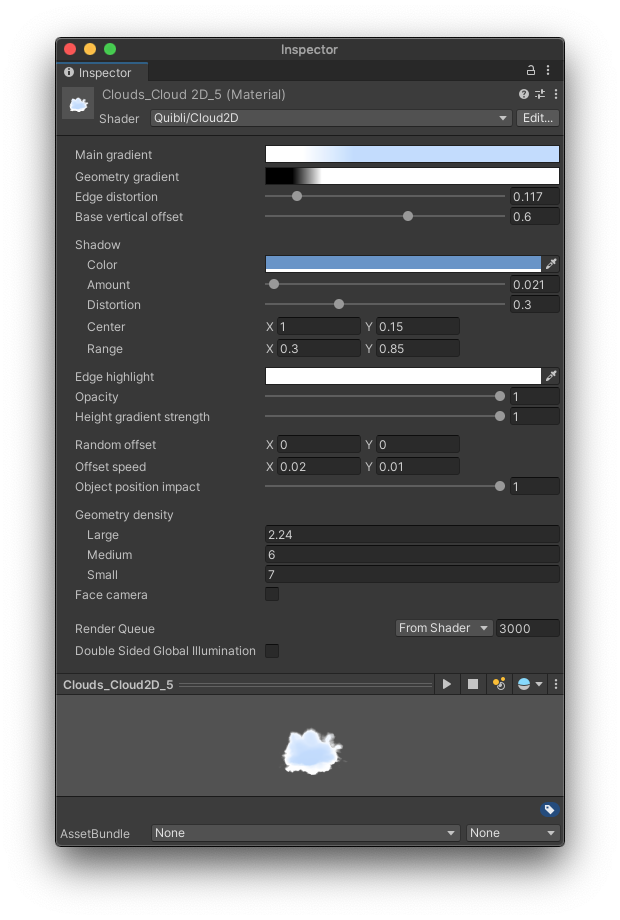 Inspector
Inspector
Clouds_Cloud 2D_5 (Material)
Shader Quibli/Cloud2D Edit...
Main gradient
Geometry gradient
Edge distortion 0.117
Base vertical offset 0.6
Shadow
Color
Amount 0.021
Distortion 0.3
Center X 1 Y 0.15
Range X 0.3 Y 0.85
Edge highlight
Opacity 1
Height gradient strength 1
Random offset X 0 Y 0
Offset speed X 0.02 Y 0.01
Object position impact 1
Geometry density
Large 2.24
Medium 6
Small 7
Face camera
Render Queue From Shader 3000
Double Sided Global Illumination
Clouds_Cloud2D_5
AssetBundle None None